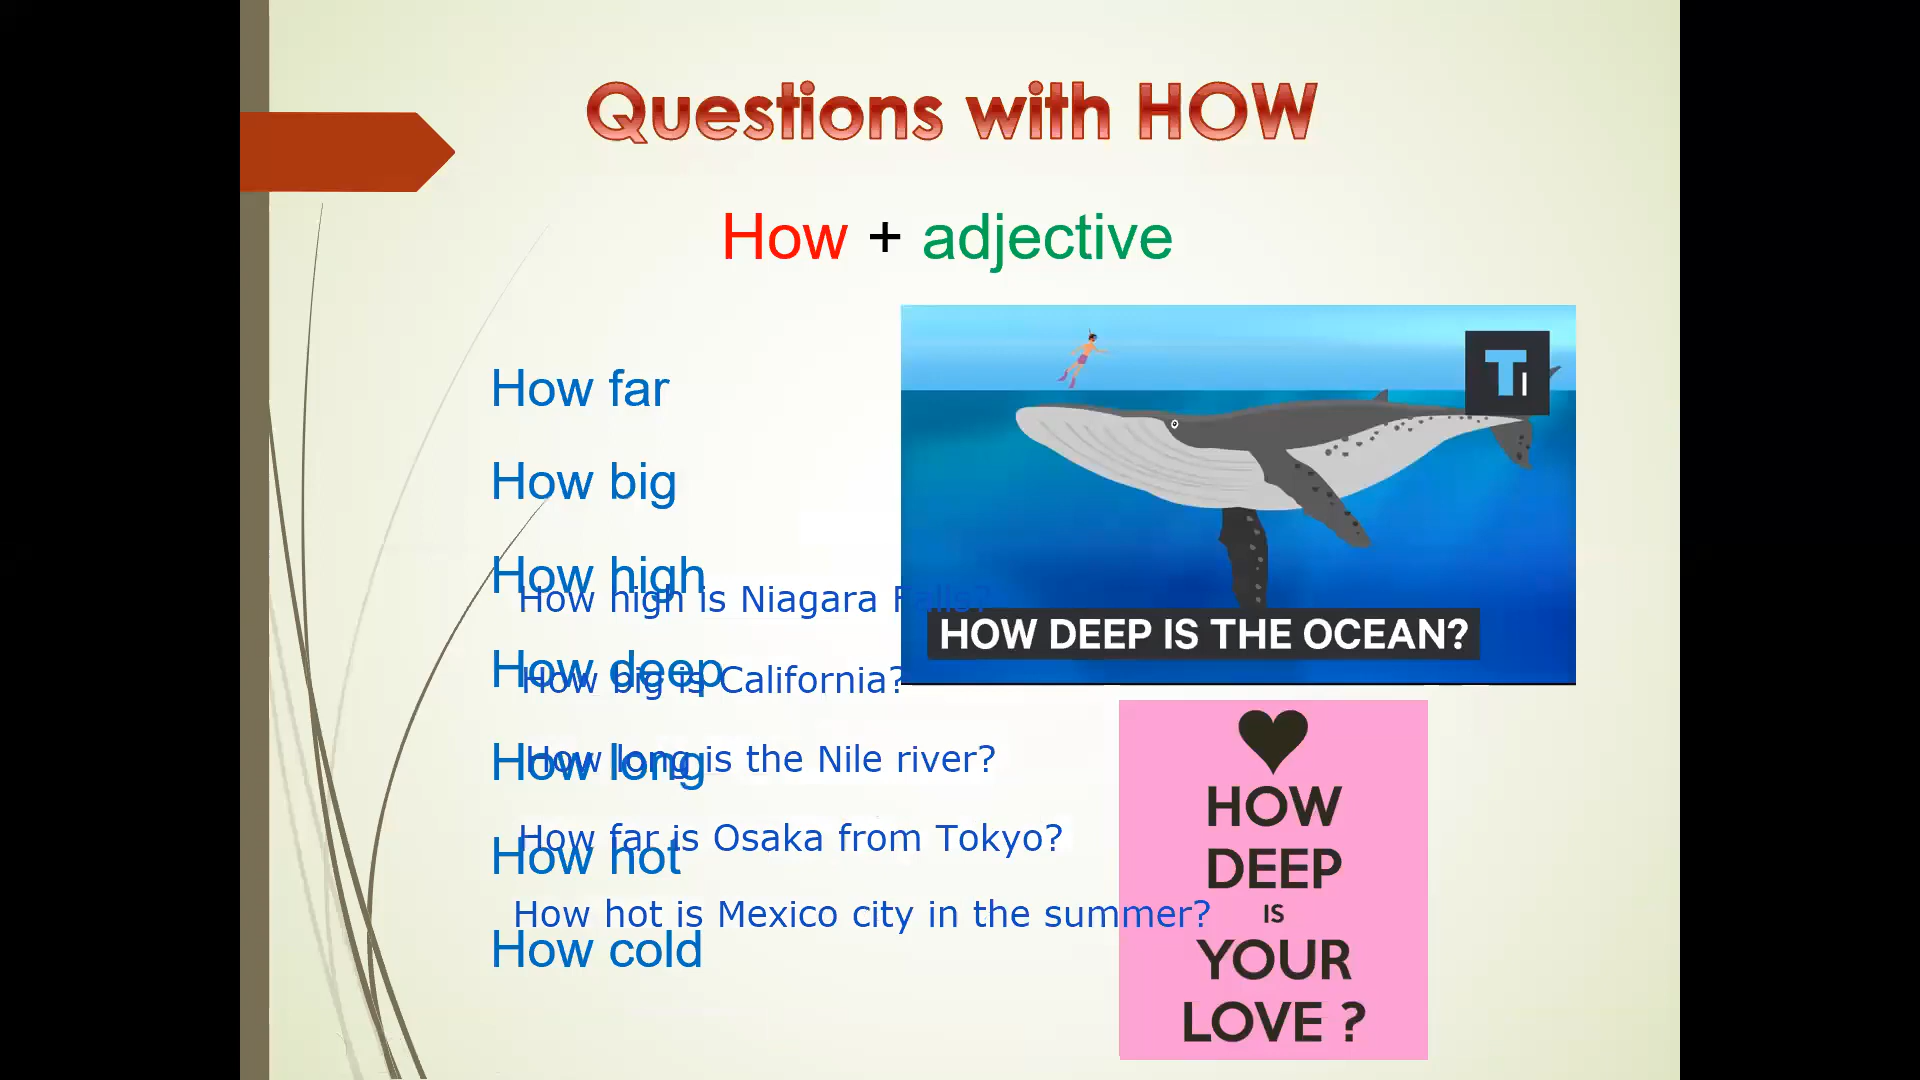 Questions with HOW
How + adjective
How far
How big
How high
How high is Niagara Falls?
How deep
How big is California?
How long
How long is the Nile river?
How far is Osaka from Tokyo?
How hot
How hot is Mexico city in the summer?
How cold
TI
HOW DEEP IS THE OCEAN?
HOW
DEEP
IS
YOUR
LOVE ?